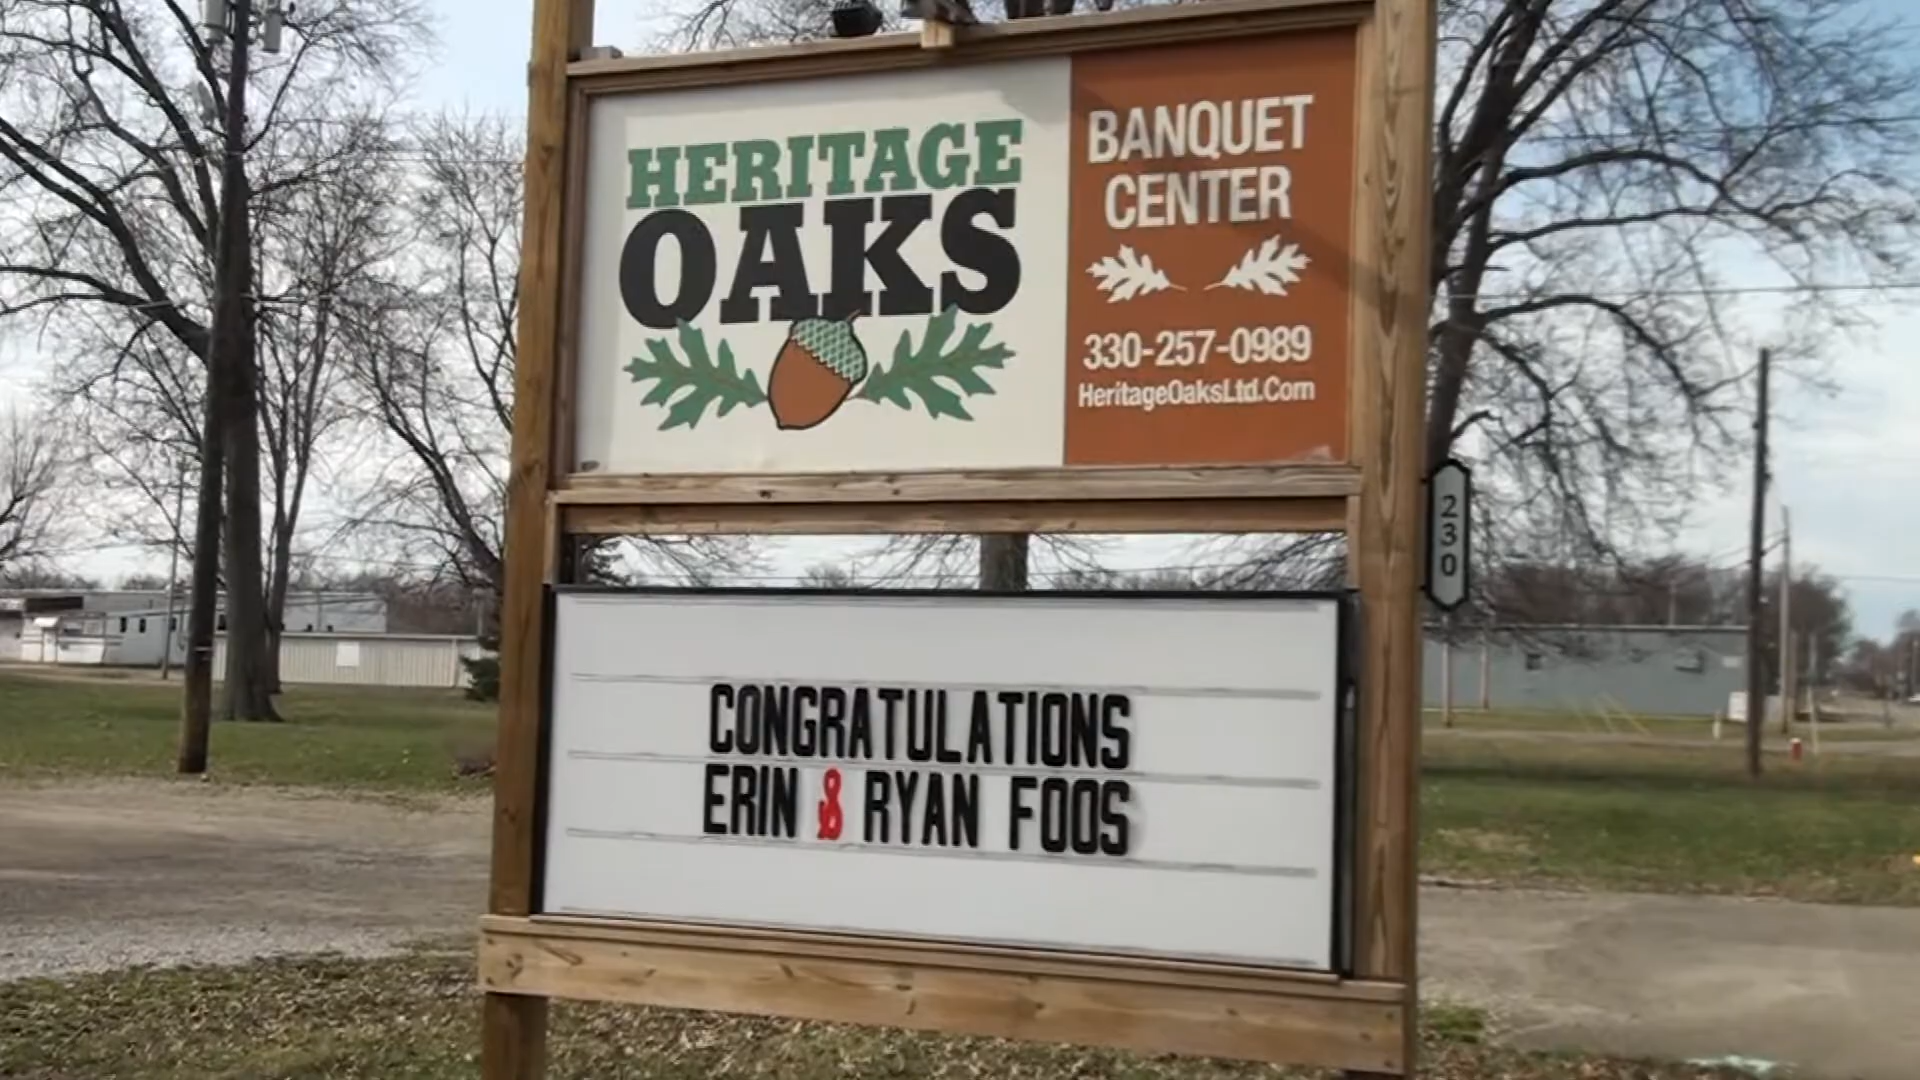 HERITAGE
OAKS
BANQUET
CENTER
330-257-0989
HeritageOaksLtd.Com
230
CONGRATULATIONS
ERIN & RYAN FOOS